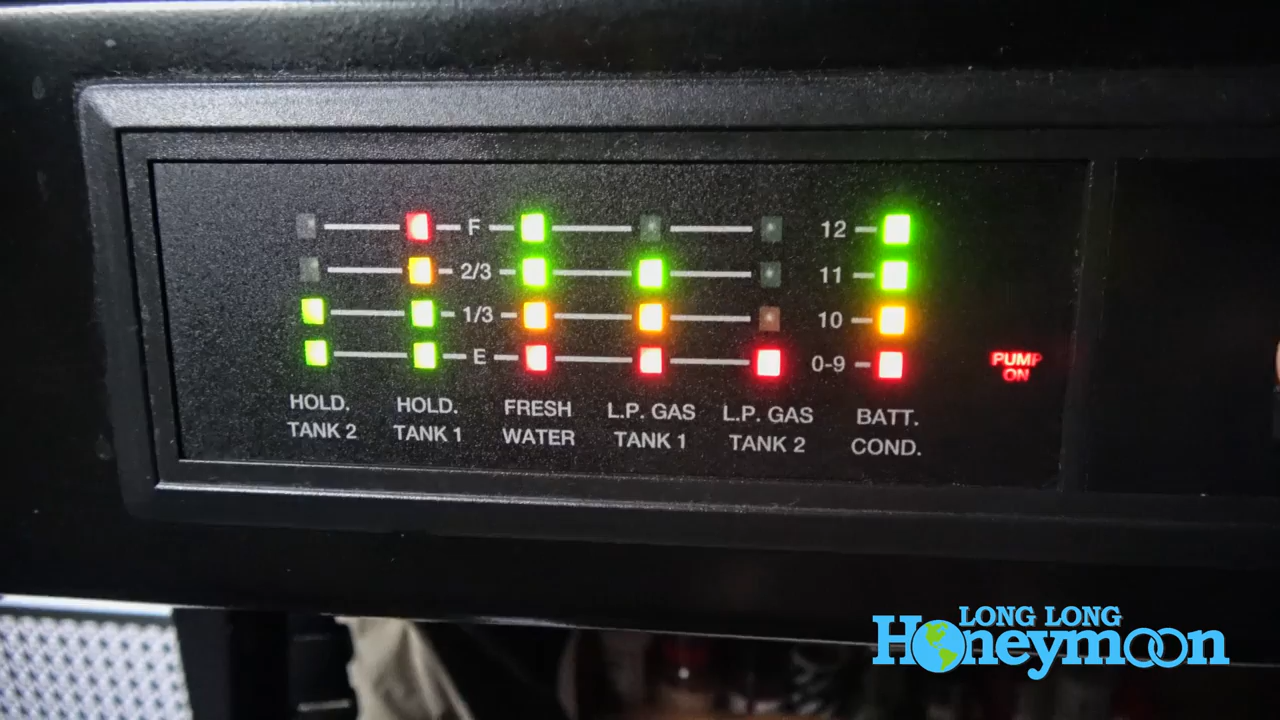 F
12
2/3
11
1/3
10
E
0-9
PUMP
ON
HOLD.
TANK 2
HOLD.
TANK 1
FRESH
WATER
L.P. GAS
TANK 1
L.P. GAS
TANK 2
BATT.
COND.
LONG LONG
Honeymoon